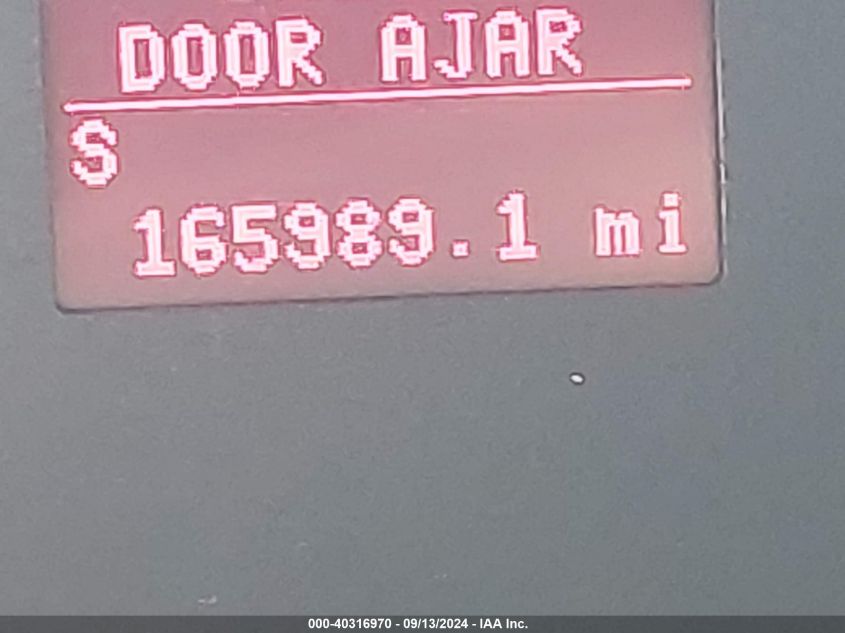 DOOR AJAR
S
165989.1 mi
000-40316970 - 09/13/2024 - IAA Inc.